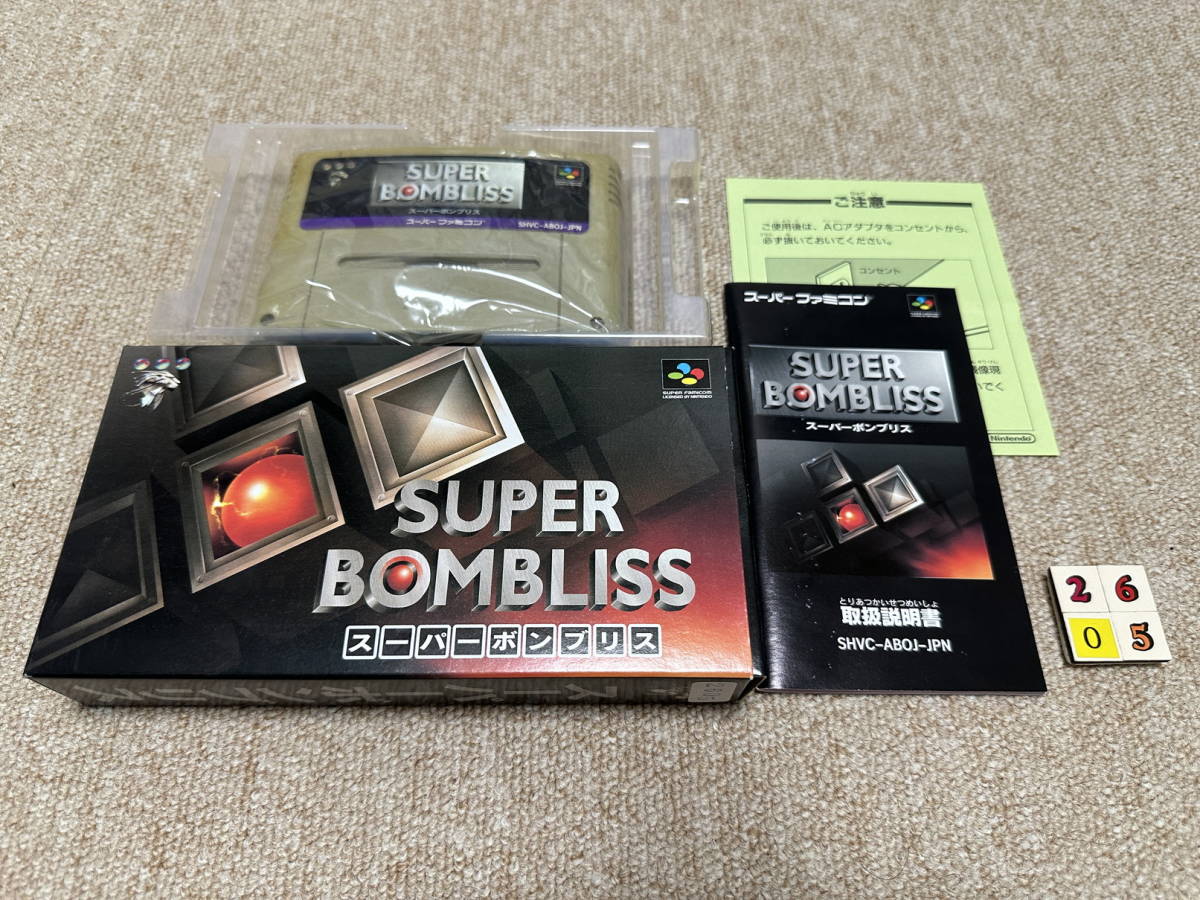 SUPER
BOMBLISS
スーパーボンブリス
スーパーファミコン
SHVC-ABOJ-JPN
ご注意
ご使用後は、ACアダプタをコンセントから、
必ず抜いておいてください。
コンセント
Nintendo
スーパーファミコン
SUPER
BOMBLISS
スーパーボンブリス
とりあつかいせつめいしょ
取扱説明書
SHVC-ABOJ-JPN
SUPER FAMICOM
LICENSED BY NINTENDO
SUPER
BOMBLISS
スーパーボンブリス
2 6
0 5